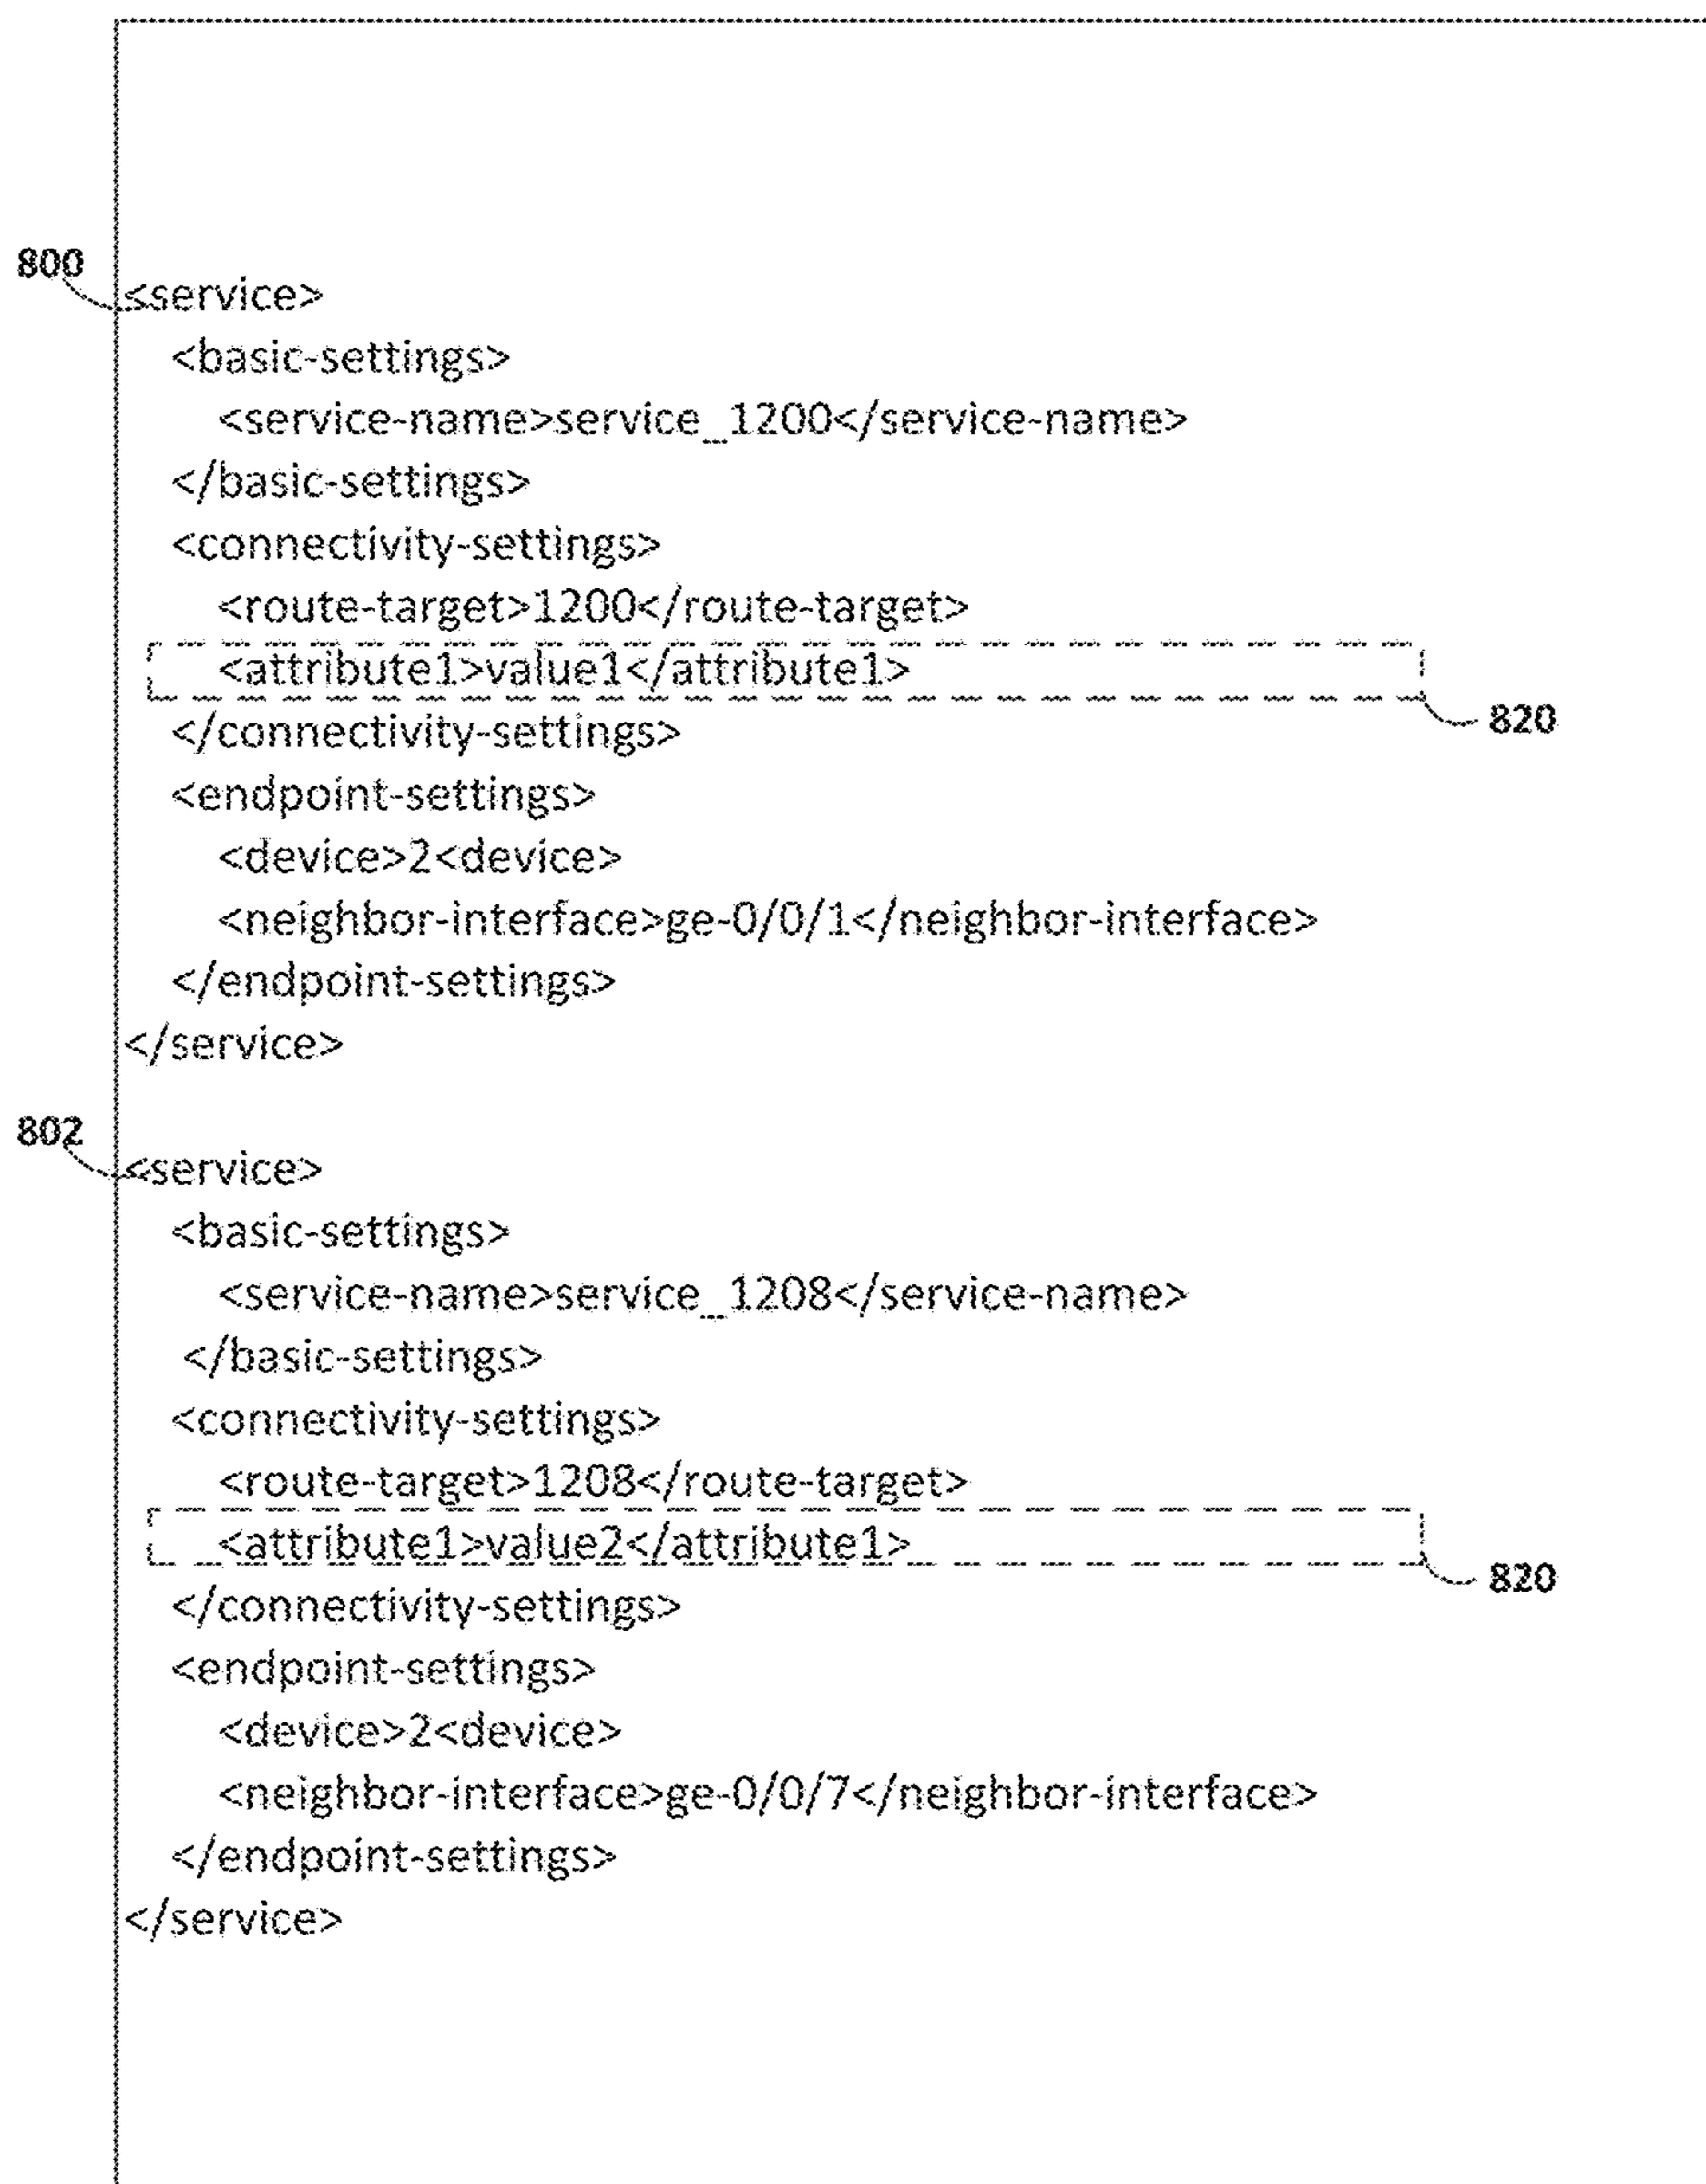 800
<service>
<basic-settings>
<service-name>service_1200</service-name>
</basic-settings>
<connectivity-settings>
<route-target>1200</route-target>
<attribute1>value1</attribute1>
820
</connectivity-settings>
<endpoint-settings>
<device>2<device>
<neighbor-interface>ge-0/0/1</neighbor-interface>
</endpoint-settings>
</service>
802
<service>
<basic-settings>
<service-name>service_1208</service-name>
</basic-settings>
<connectivity-settings>
<route-target>1208</route-target>
<attribute1>value2</attribute1>
820
</connectivity-settings>
<endpoint-settings>
<device>2<device>
<neighbor-interface>ge-0/0/7</neighbor-interface>
</endpoint-settings>
</service>